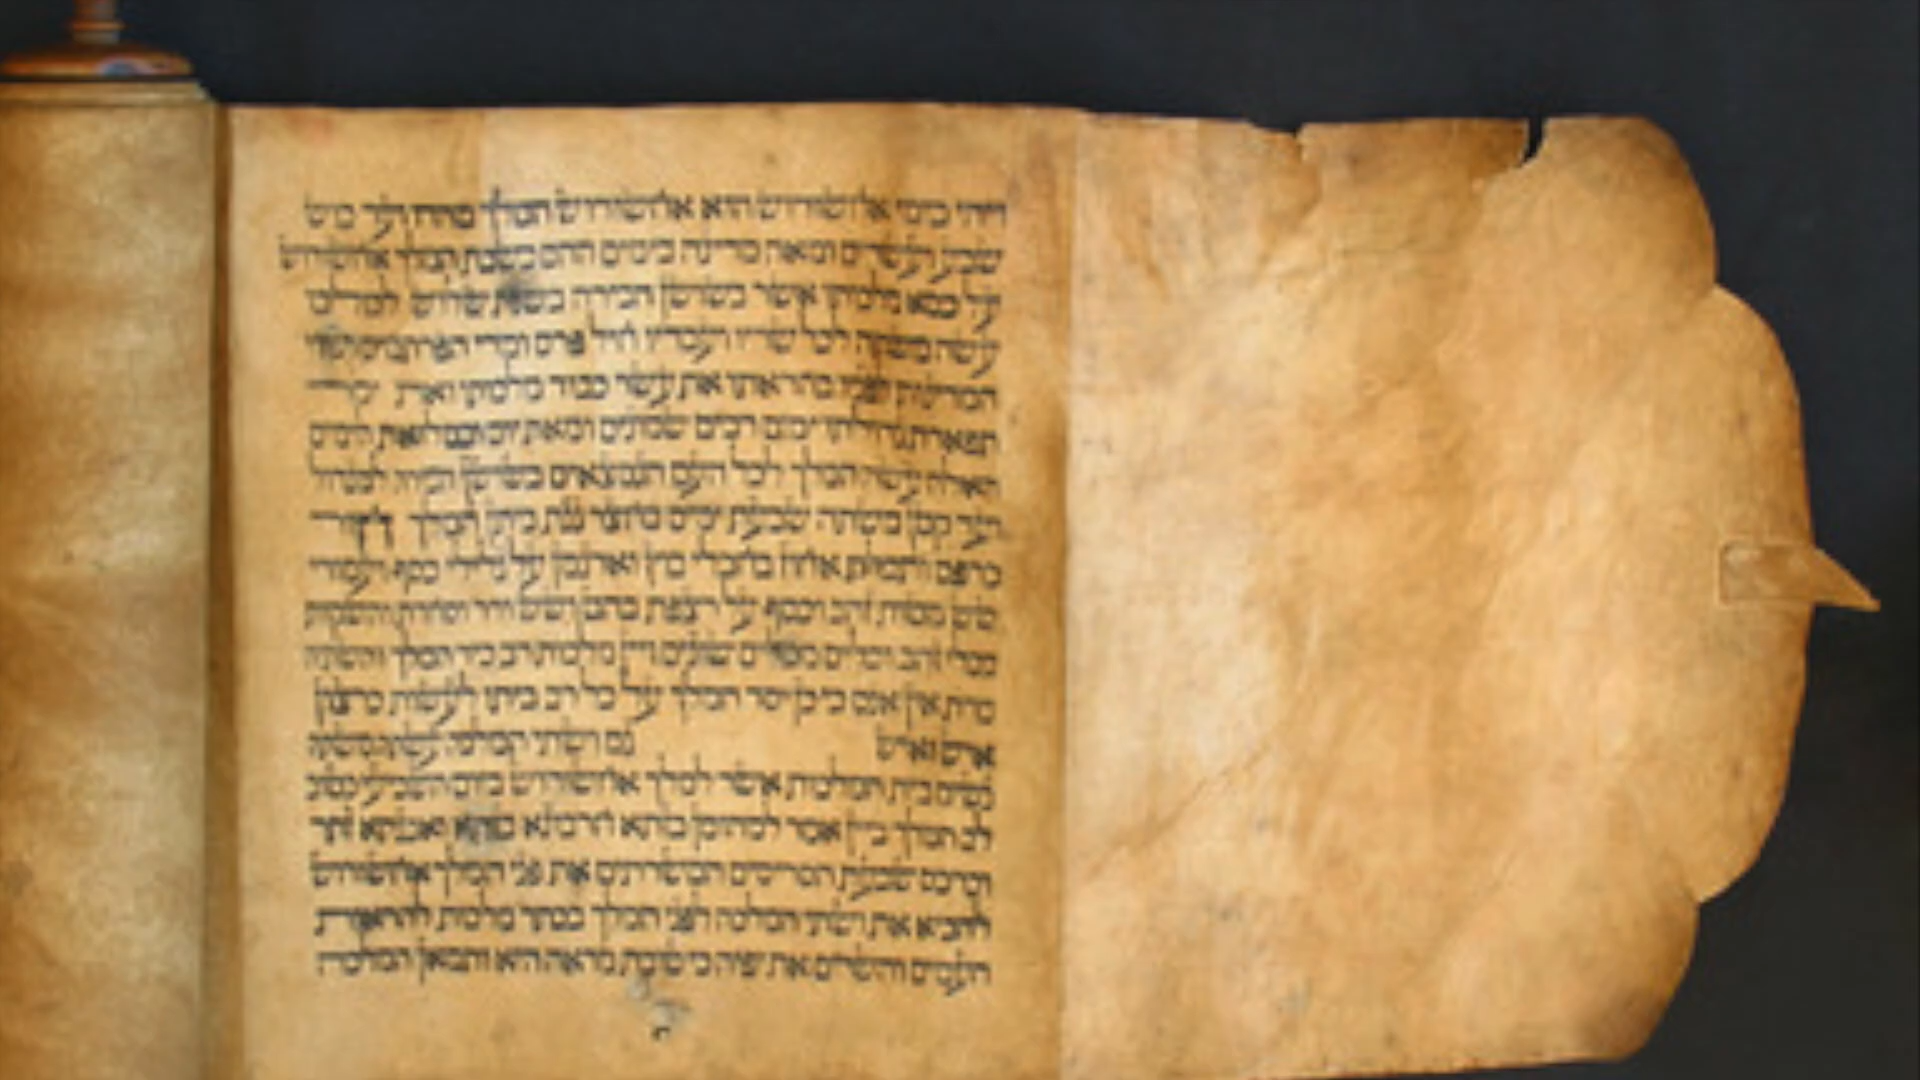 ויהי בימי אחשורוש הוא אחשורוש המלך מהדו ועד כוש
שבע ועשרים ומאה מדינה בימים ההם כשבת המלך אחשורוש
על כסא מלכותו אשר בשושן הבירה בשנת שלוש למלכו
עשה משתה לכל שריו ועבדיו חיל פרס ומדי הפרתמים ושרי
המדינות לפניו בהראתו את עשר כבוד מלכותו ואת יקר
תפארת גדולתו ימים רבים שמונים ומאת יום ובמלואת הימים
האלה עשה המלך לכל העם הנמצאים בשושן הבירה למגדול
ועד קטן משתה שבעת ימים בחצר גנת ביתן המלך חור
כרפס ותכלת אחוז בחבלי בוץ וארגמן על גלילי כסף ועמודי
שש מטות זהב וכסף על רצפת בהט ושש ודר וסחרת והשקות
בכלי זהב וכלים מכלים שונים ויין מלכות רב כיד המלך והשתיה
כדת אין אנס כי כן יסד המלך על כל רב ביתו לעשות כרצון
איש ואיש גם ושתי המלכה עשתה משתה
נשים בית המלכות אשר למלך אחשורוש ביום השביעי כטוב
לב המלך ביין אמר למהומן בזתא חרבונא בגתא ואבגתא זתר
וכרכס שבעת הסריסים המשרתים את פני המלך אחשורוש
להביא את ושתי המלכה לפני המלך בכתר מלכות להראות
העמים והשרים את יפיה כי טובת מראה היא ותמאן המלכה